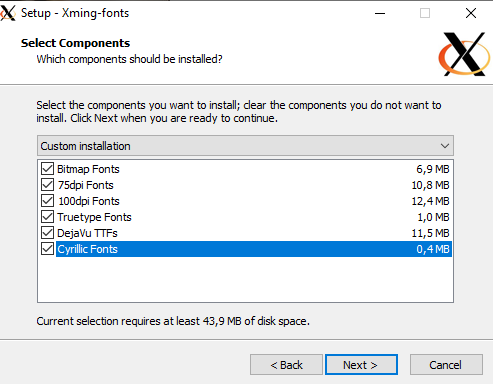 Setup - Xming-fonts
Select Components
Which components should be installed?
Select the components you want to install; clear the components you do not want to
install. Click Next when you are ready to continue.
Custom installation
Bitmap Fonts 6,9 MB
75dpi Fonts 10,8 MB
100dpi Fonts 12,4 MB
Truetype Fonts 1,0 MB
DejaVu TTFs 11,5 MB
Cyrillic Fonts 0,4 MB
Current selection requires at least 43,9 MB of disk space.
< Back Next > Cancel